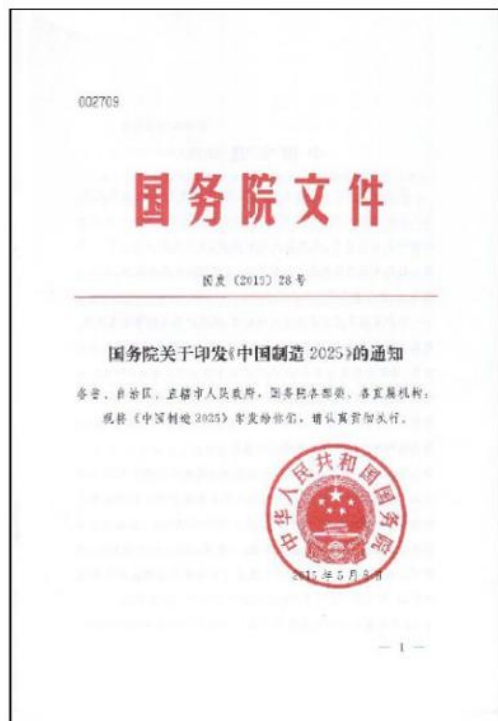 002709
国务院文件
国发〔2015〕28号
国务院关于印发《中国制造2025》的通知
各省、自治区、直辖市人民政府，国务院各部委、各直属机构：
现将《中国制造2025》印发给你们，请认真贯彻执行。
中华人民共和国国务院
2015年5月8日
— 1 —